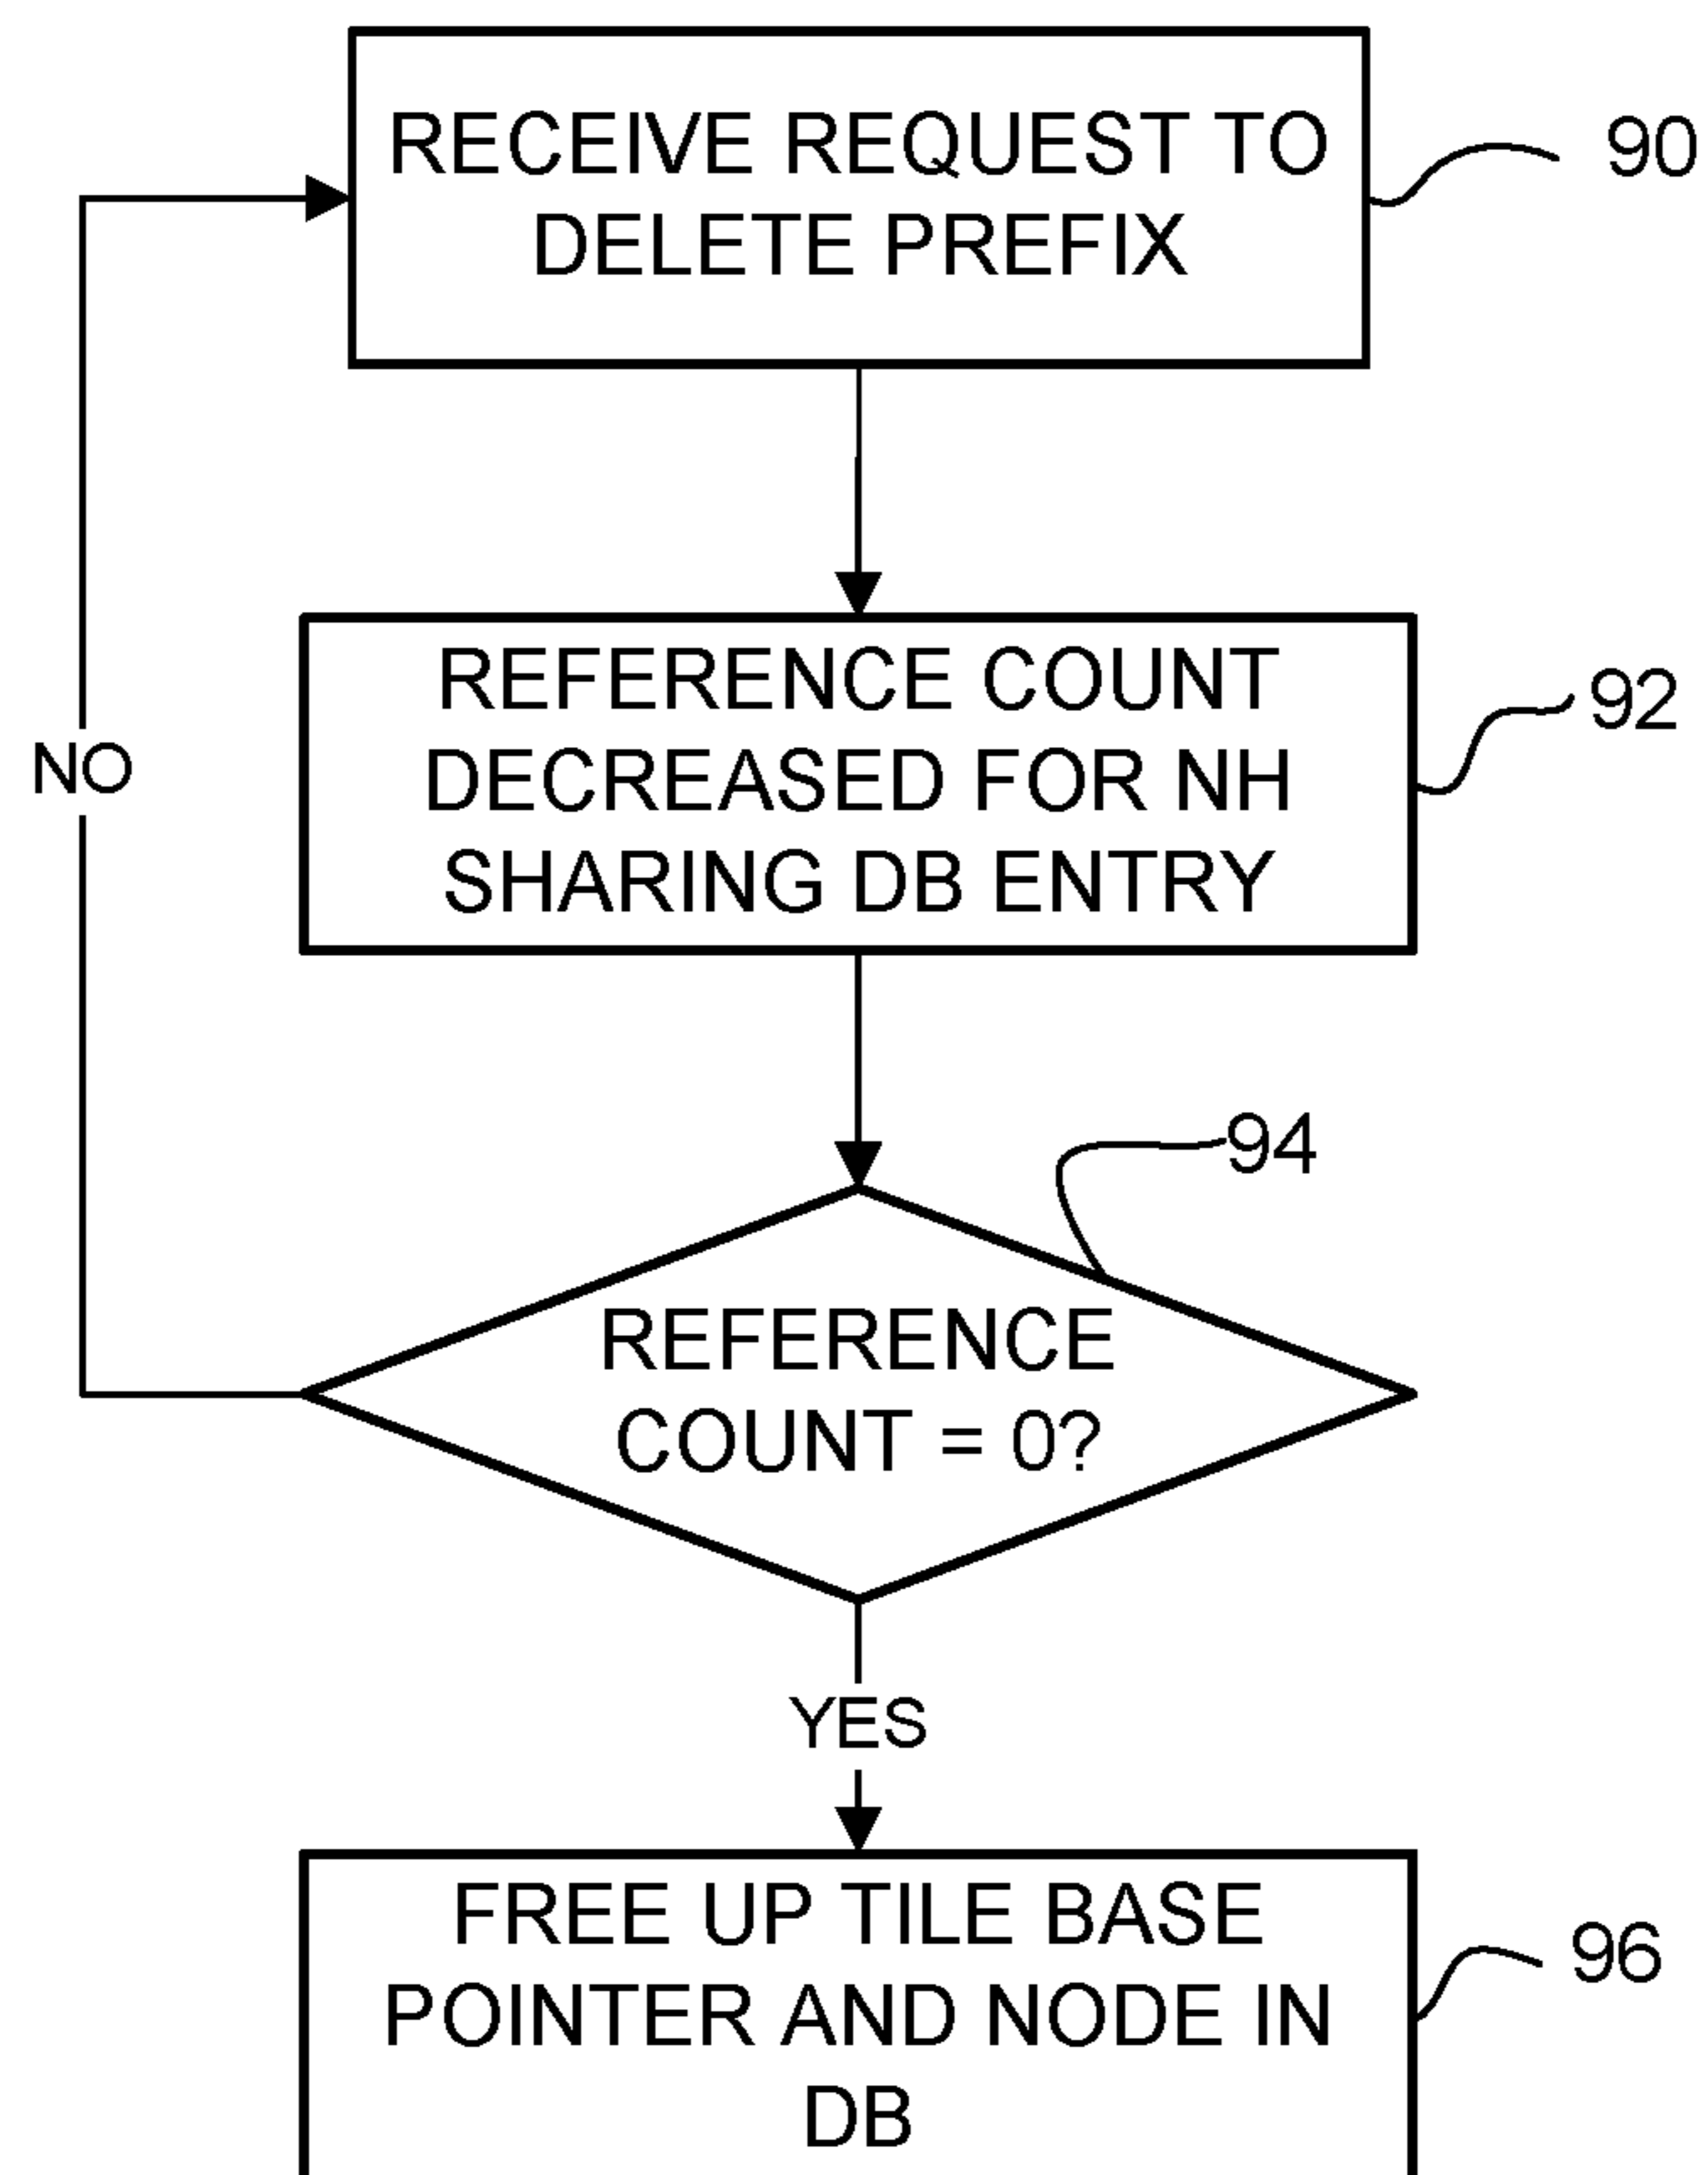 RECEIVE REQUEST TO
DELETE PREFIX
90
REFERENCE COUNT
DECREASED FOR NH
SHARING DB ENTRY
92
NO
94
REFERENCE
COUNT = 0?
YES
FREE UP TILE BASE
POINTER AND NODE IN
DB
96